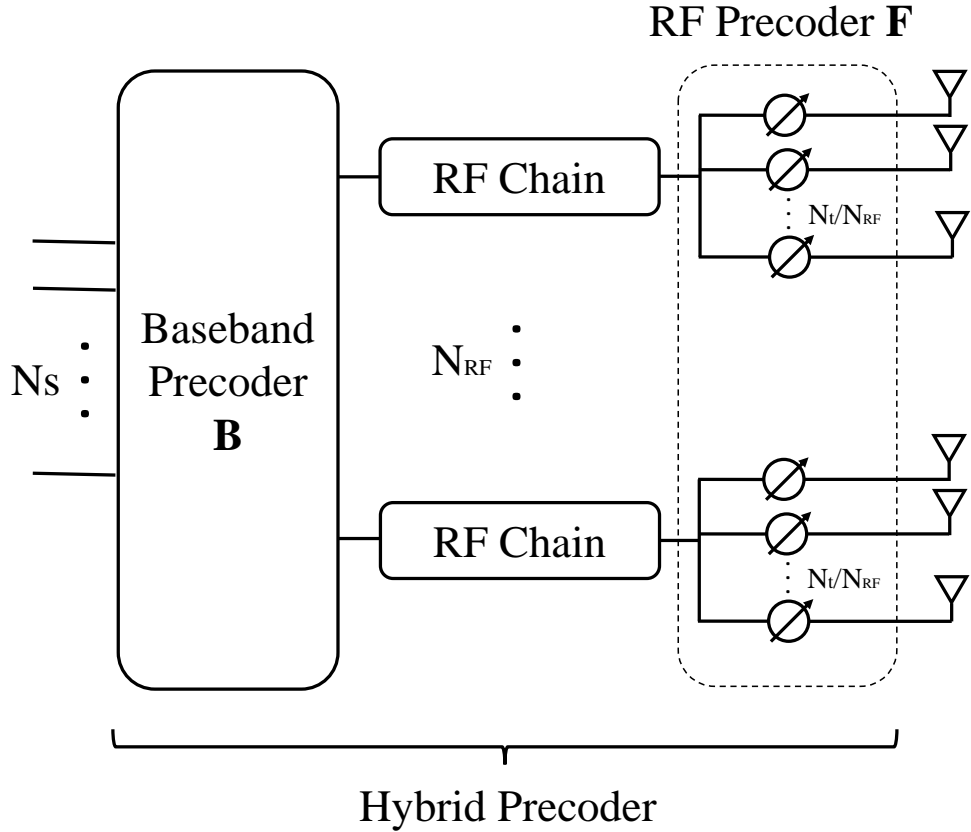 RF Precoder F
RF Chain
Nt/NRF
Baseband
Precoder
B
Ns
NRF
RF Chain
Nt/NRF
Hybrid Precoder